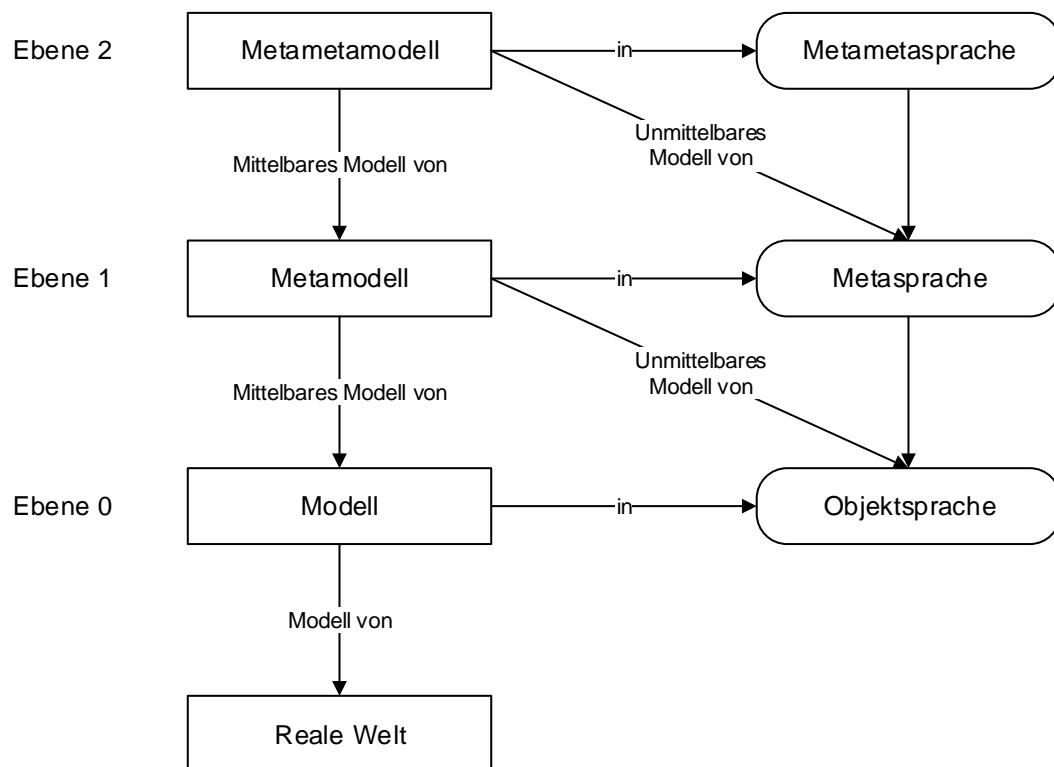 Ebene 2
Metametamodell
in
Metametasprache
Mittelbares Modell von
Unmittelbares
Modell von
Ebene 1
Metamodell
in
Metasprache
Mittelbares Modell von
Unmittelbares
Modell von
Ebene 0
Modell
in
Objektsprache
Modell von
Reale Welt